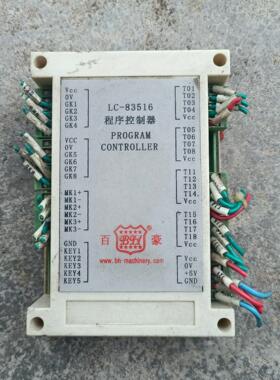 LC-83516
程序控制器
PROGRAM
CONTROLLER
Vcc
0V
GK1
GK2
GK3
GK4
VCC
0V
GK5
GK6
GK7
GK8
MK1+
MK1-
MK2+
MK2-
MK3+
MK3-
GND
KEY1
KEY2
KEY3
KEY4
KEY5
T01
T02
T03
T04
Vcc
T05
T06
T07
T08
Vcc
T11
T12
T13
T14
Vcc
T15
T16
T17
T18
Vcc
Vcc
0V
+5V
GND
百 BH 豪
www.bh-machinery.com